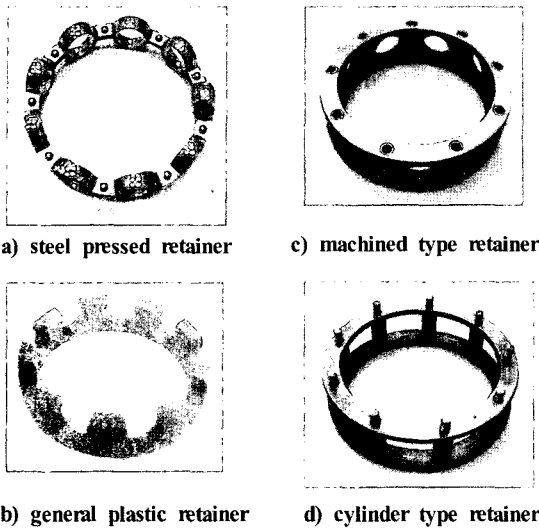 a) steel pressed retainer
c) machined type retainer
b) general plastic retainer
d) cylinder type retainer